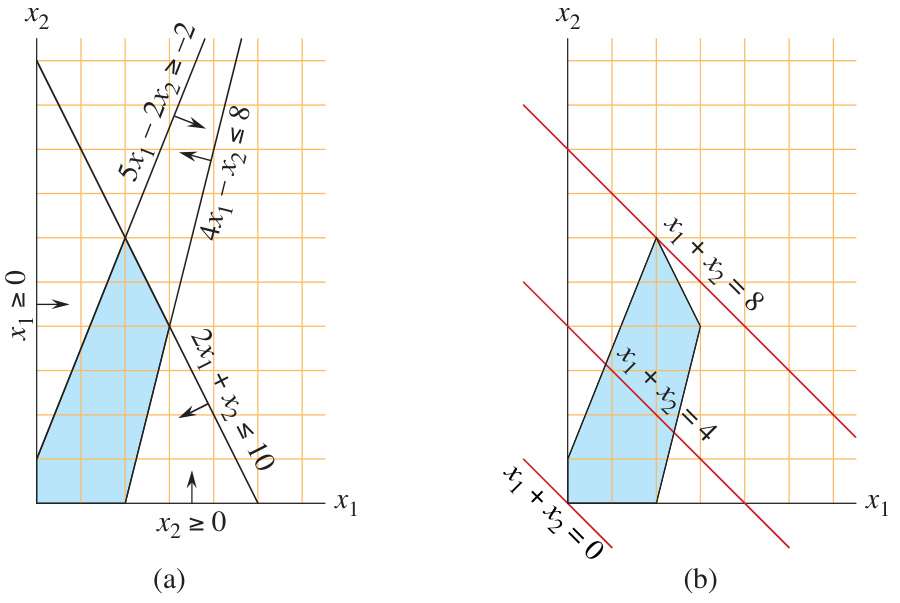 x₂
5x₁ − 2x₂ ≥ −2
4x₁ − x₂ ≤ 8
x₁ ≥ 0
2x₁ + x₂ ≤ 10
x₂ ≥ 0
x₁
(a)
x₂
x₁ + x₂ = 8
x₁ + x₂ = 4
x₁ + x₂ = 0
x₁
(b)